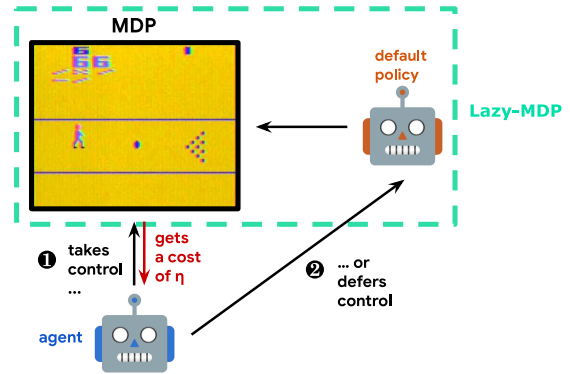 MDP
default
policy
Lazy-MDP
❶ takes
control
...
gets
a cost
of η
❷ ... or
defers
control
agent